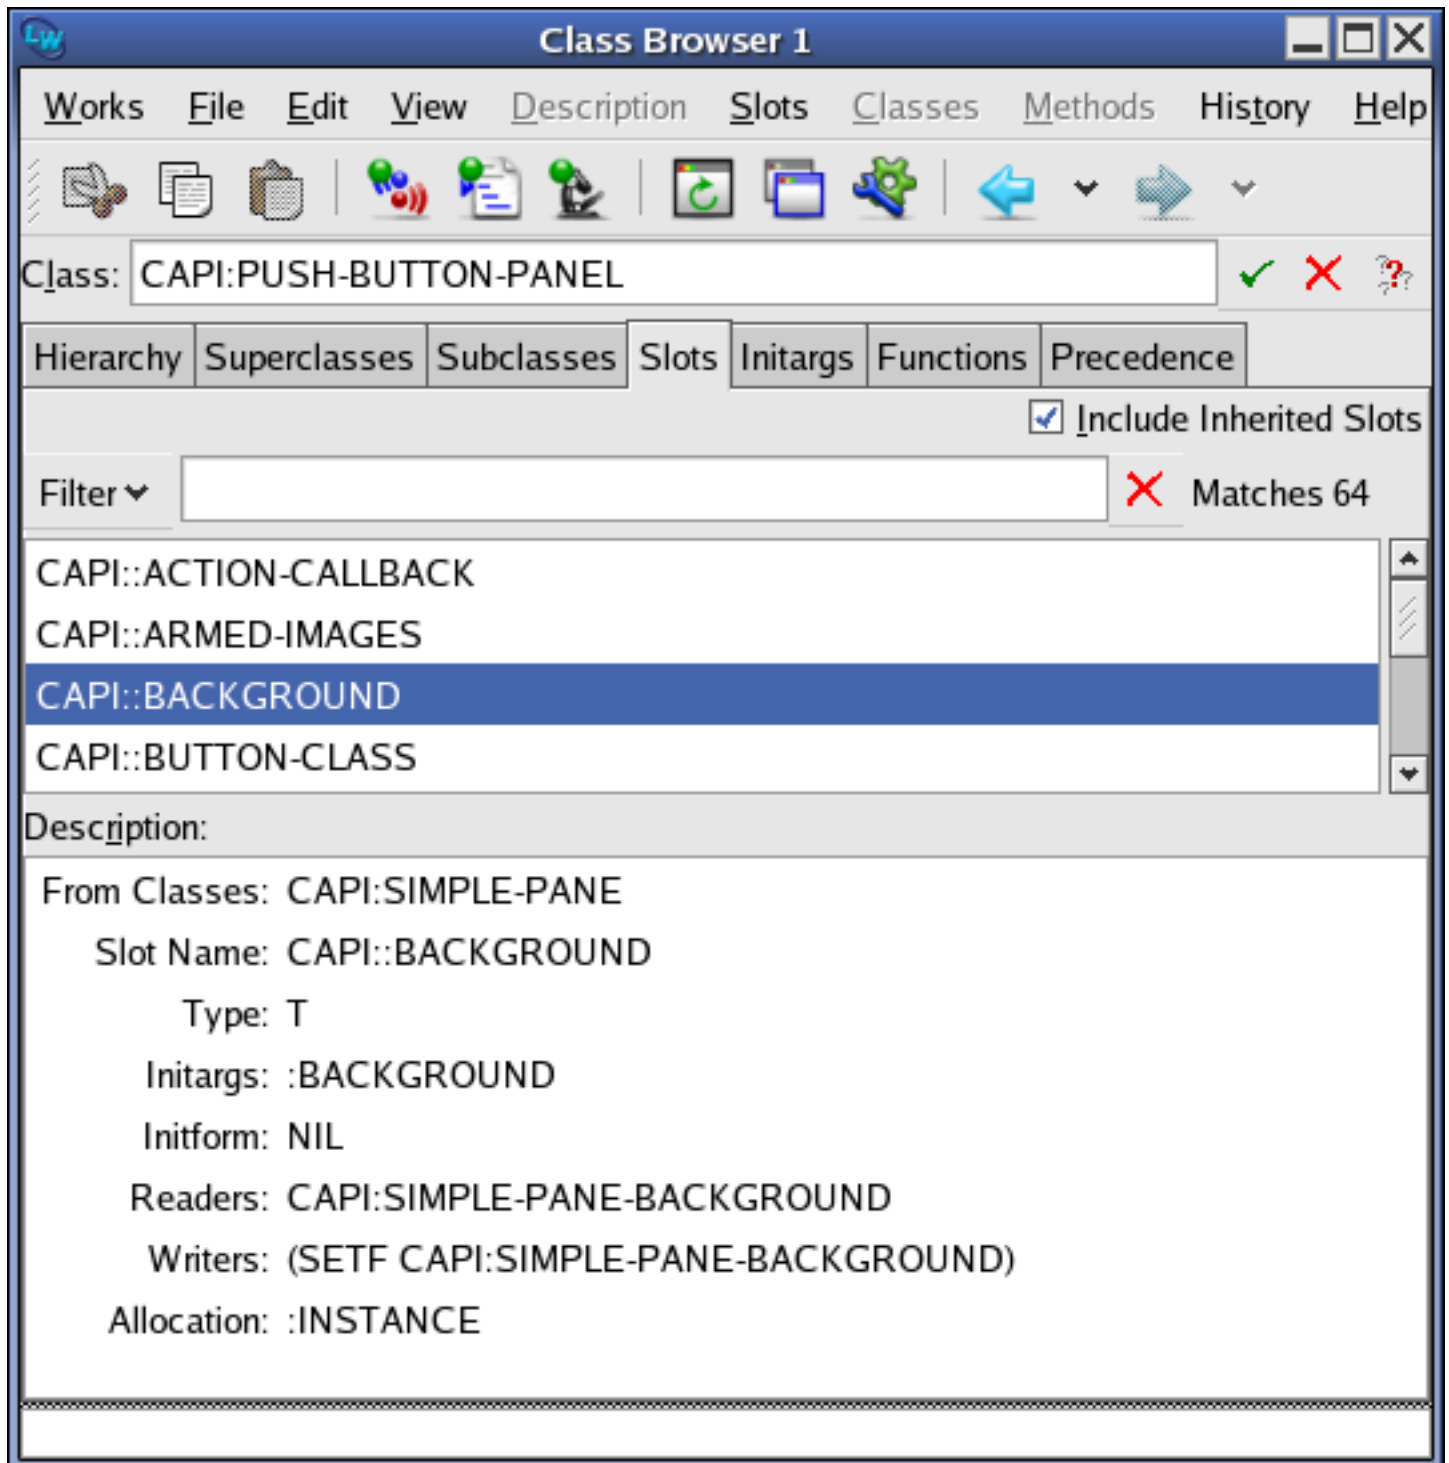 LW Class Browser 1
Works File Edit View Description Slots Classes Methods History Help
Class: CAPI:PUSH-BUTTON-PANEL
Hierarchy Superclasses Subclasses Slots Initargs Functions Precedence
Include Inherited Slots
Filter Matches 64
CAPI::ACTION-CALLBACK
CAPI::ARMED-IMAGES
CAPI::BACKGROUND
CAPI::BUTTON-CLASS
Description:
From Classes: CAPI:SIMPLE-PANE
Slot Name: CAPI::BACKGROUND
Type: T
Initargs: :BACKGROUND
Initform: NIL
Readers: CAPI:SIMPLE-PANE-BACKGROUND
Writers: (SETF CAPI:SIMPLE-PANE-BACKGROUND)
Allocation: :INSTANCE